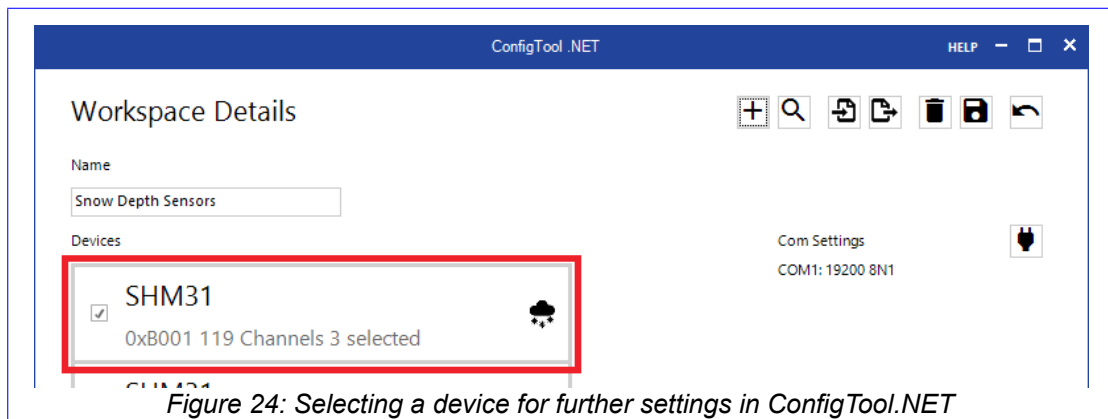 ConfigTool .NET
HELP
Workspace Details
Name
Snow Depth Sensors
Devices
Com Settings
COM1: 19200 8N1
SHM31
0xB001 119 Channels 3 selected
SHM31
Figure 24: Selecting a device for further settings in ConfigTool.NET